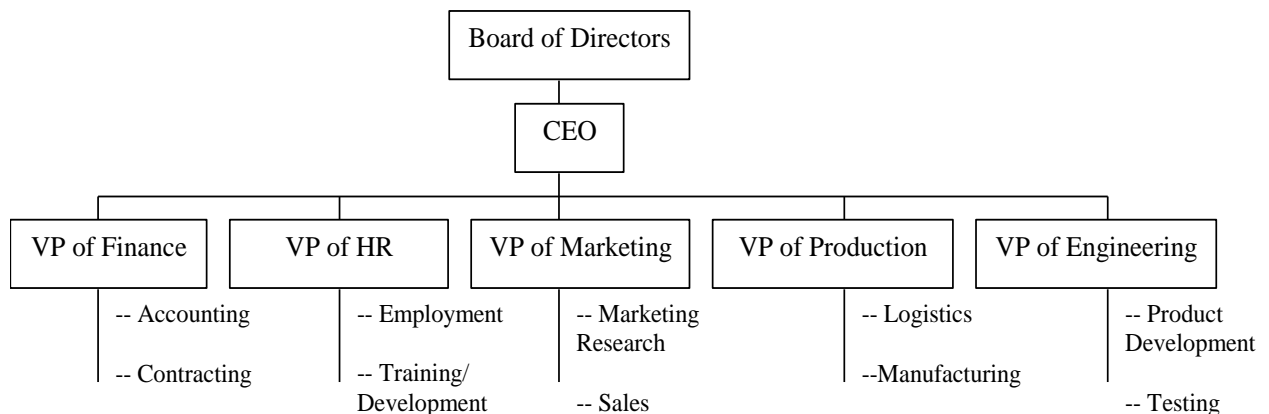 Board of Directors
CEO
VP of Finance
VP of HR
VP of Marketing
VP of Production
VP of Engineering
-- Accounting
-- Contracting
-- Employment
-- Training/
Development
-- Marketing
Research
-- Sales
-- Logistics
--Manufacturing
-- Product
Development
-- Testing